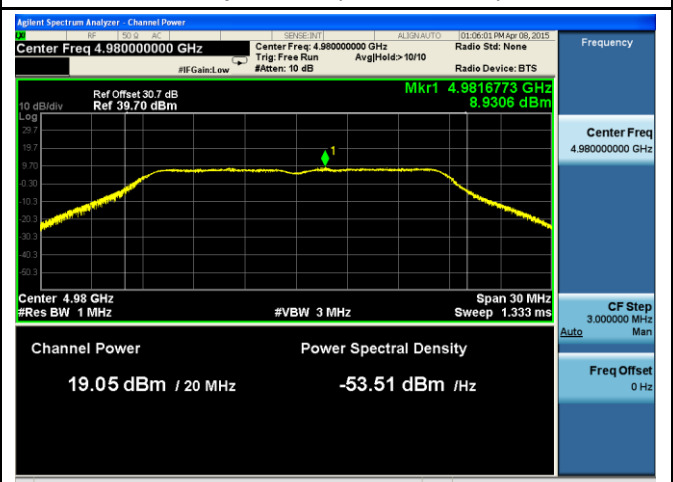 Agilent Spectrum Analyzer - Channel Power
RF 50 Ω AC SENSE:INT ALIGN AUTO 01:06:01 PM Apr 08, 2015
Center Freq 4.980000000 GHz
Center Freq: 4.980000000 GHz
Radio Std: None
Trig: Free Run Avg|Hold:>10/10
#IFGain:Low #Atten: 10 dB Radio Device: BTS
Frequency
Ref Offset 30.7 dB
10 dB/div Ref 39.70 dBm
Mkr1 4.9816773 GHz
8.9306 dBm
Log
29.7
19.7
9.70
-0.30
-10.3
-20.3
-30.3
-40.3
-50.3
1
Center 4.98 GHz Span 30 MHz
#Res BW 1 MHz #VBW 3 MHz Sweep 1.333 ms
Channel Power Power Spectral Density
19.05 dBm / 20 MHz -53.51 dBm /Hz
Center Freq
4.980000000 GHz
CF Step
3.000000 MHz
Auto Man
Freq Offset
0 Hz